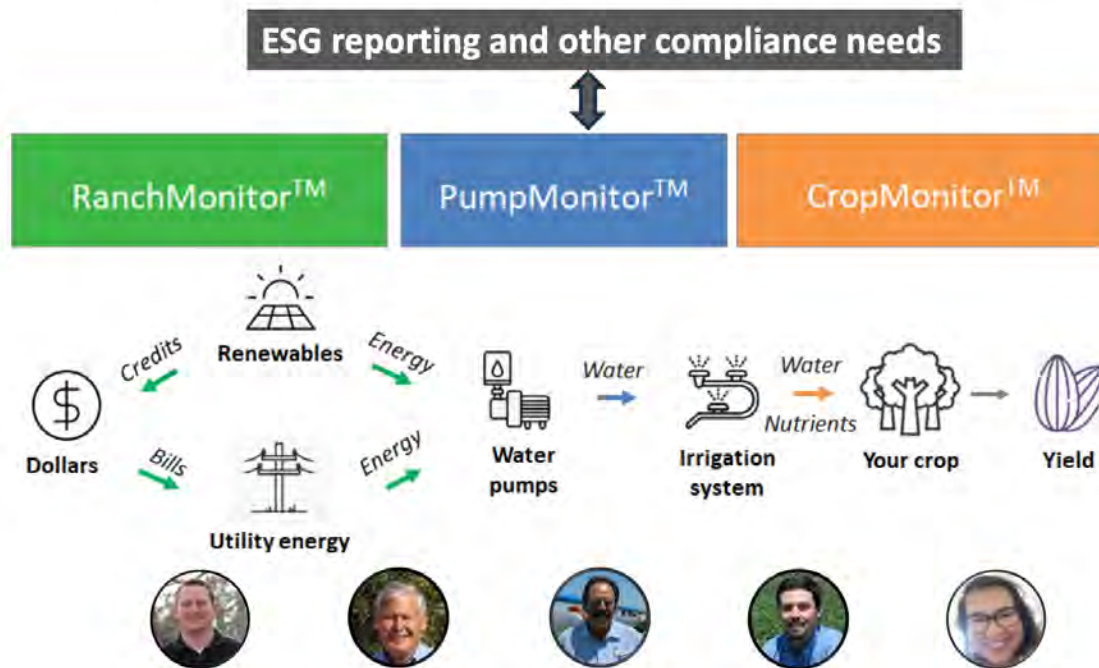 ESG reporting and other compliance needs
RanchMonitor™
PumpMonitor™
CropMonitor™
Credits
Renewables
Energy
Dollars
Bills
Utility energy
Energy
Water
pumps
Water
Irrigation
system
Water
Nutrients
Your crop
Yield